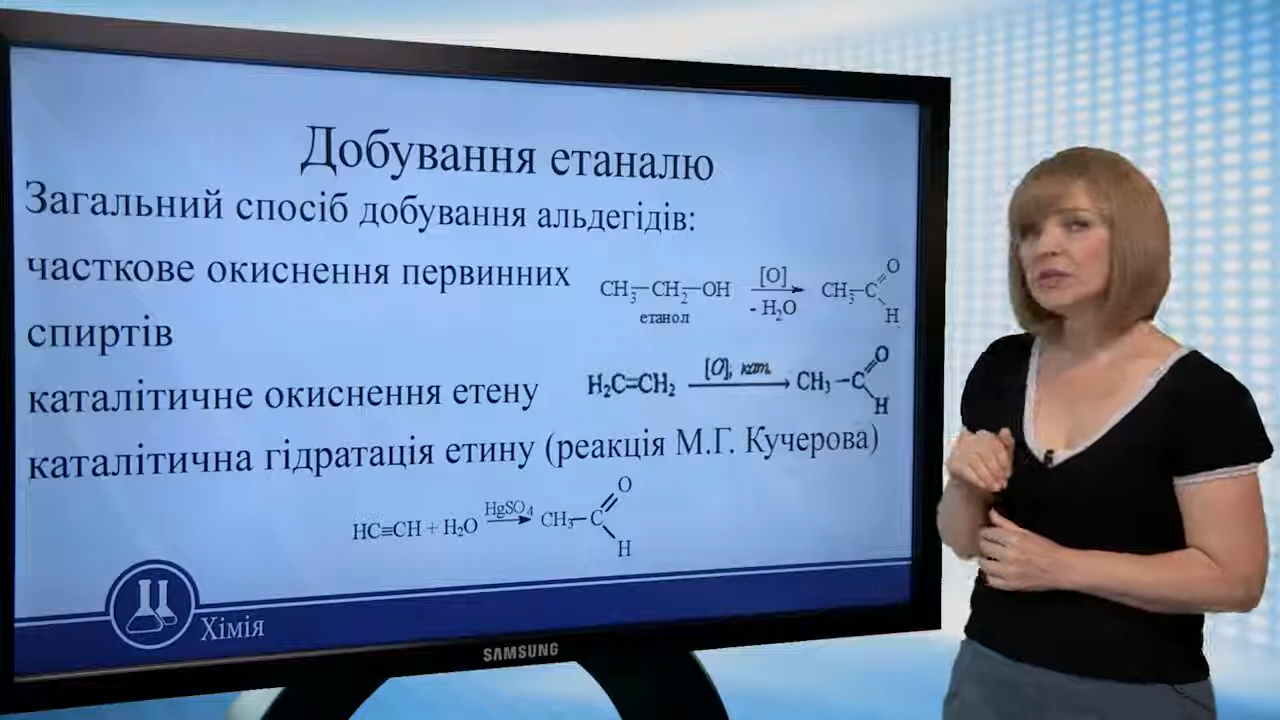 Добування етаналю
Загальний спосіб добування альдегідів:
часткове окиснення первинних
спиртів
CH₃–CH₂–OH [O] - H₂O CH₃–C O H
етанол
каталітичне окиснення етену
H₂C=CH₂ [O], кат. CH₃–C O H
каталітична гідратація етину (реакція М.Г. Кучерова)
HC≡CH + H₂O HgSO₄ CH₃–C O H
Хімія
SAMSUNG